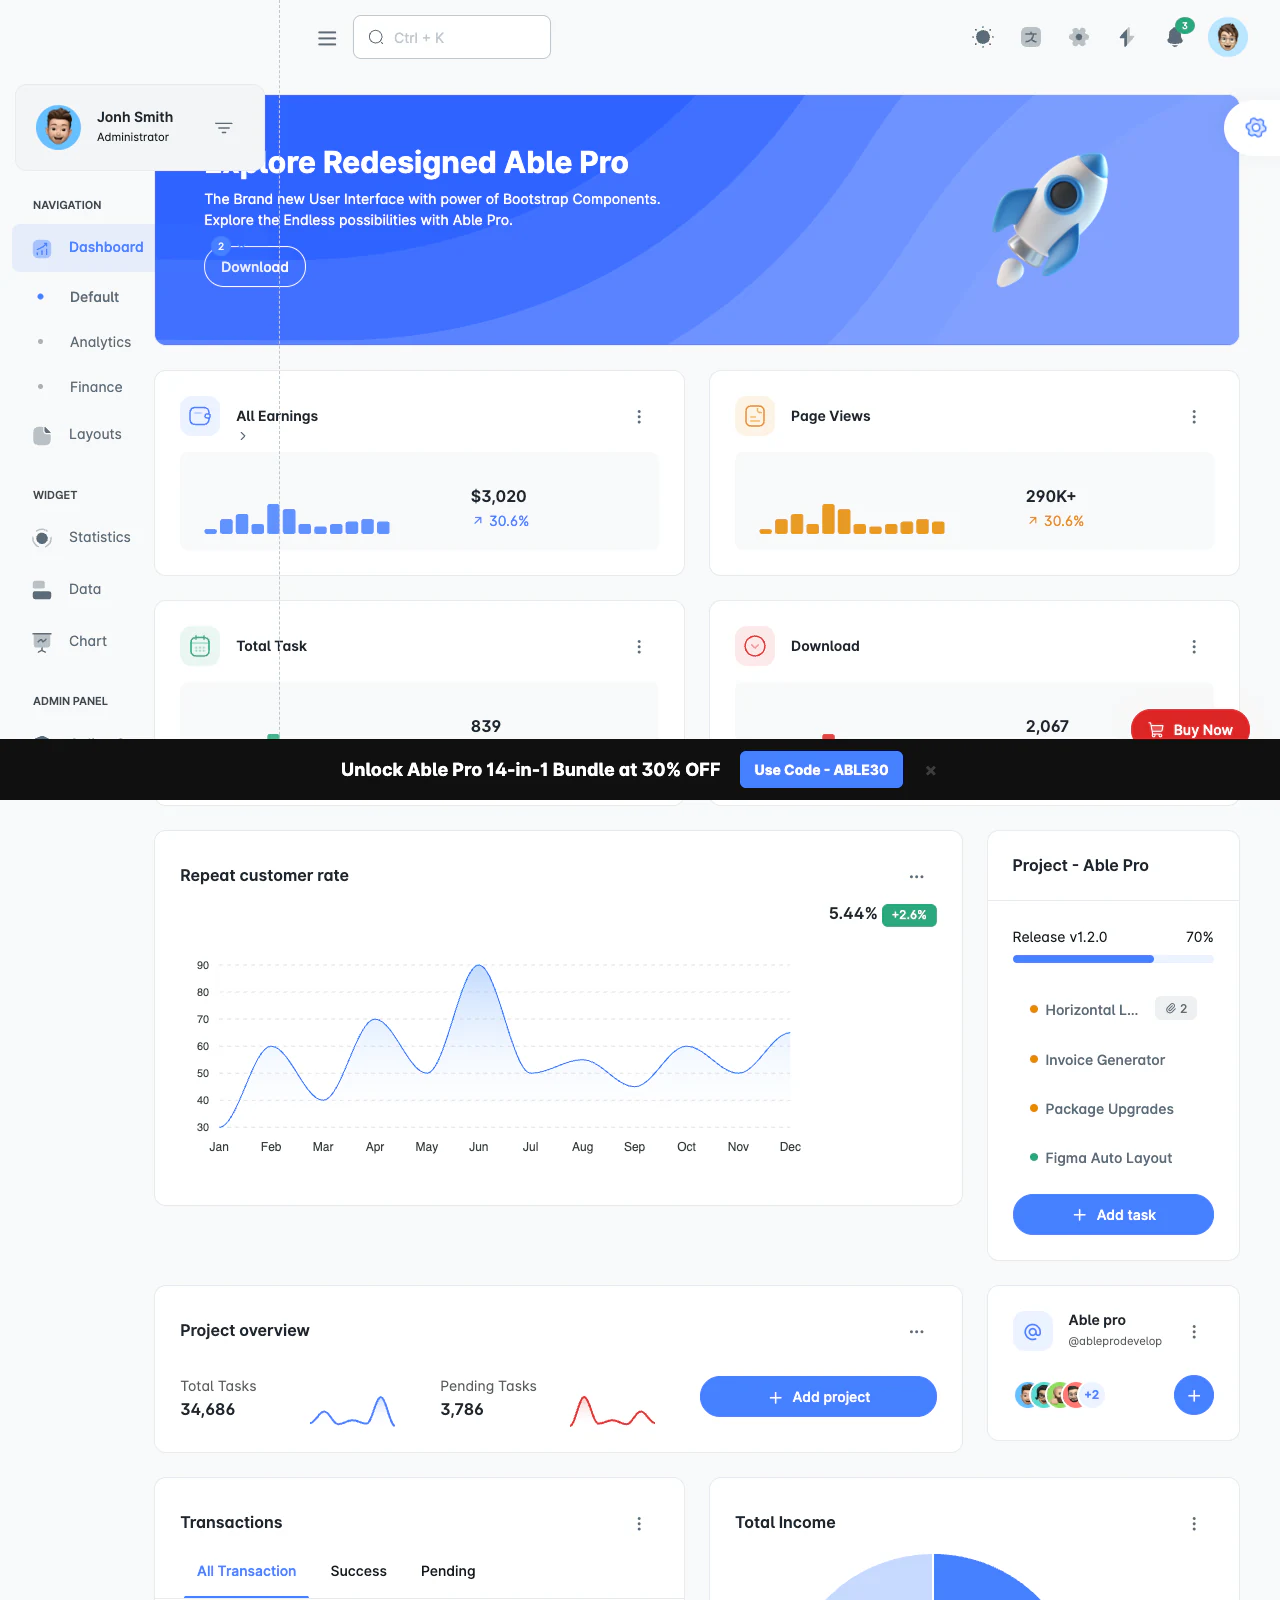 Ctrl + K
3
Jonh Smith
Administrator
Explore Redesigned Able Pro
The Brand new User Interface with power of Bootstrap Components.
Explore the Endless possibilities with Able Pro.
Download
NAVIGATION
Dashboard
2
Default
Analytics
Finance
Layouts
WIDGET
Statistics
Data
Chart
ADMIN PANEL
All Earnings
$3,020
30.6%
Page Views
290K+
30.6%
Total Task
839
Download
2,067
Buy Now
Unlock Able Pro 14-in-1 Bundle at 30% OFF
Use Code - ABLE30
Repeat customer rate
5.44%
+2.6%
90
80
70
60
50
40
30
Jan Feb Mar Apr May Jun Jul Aug Sep Oct Nov Dec
Project - Able Pro
Release v1.2.0
70%
Horizontal L...
2
Invoice Generator
Package Upgrades
Figma Auto Layout
Add task
Project overview
Total Tasks
34,686
Pending Tasks
3,786
Add project
Able pro
@ableprodevelop
+2
Transactions
All Transaction
Success
Pending
Total Income